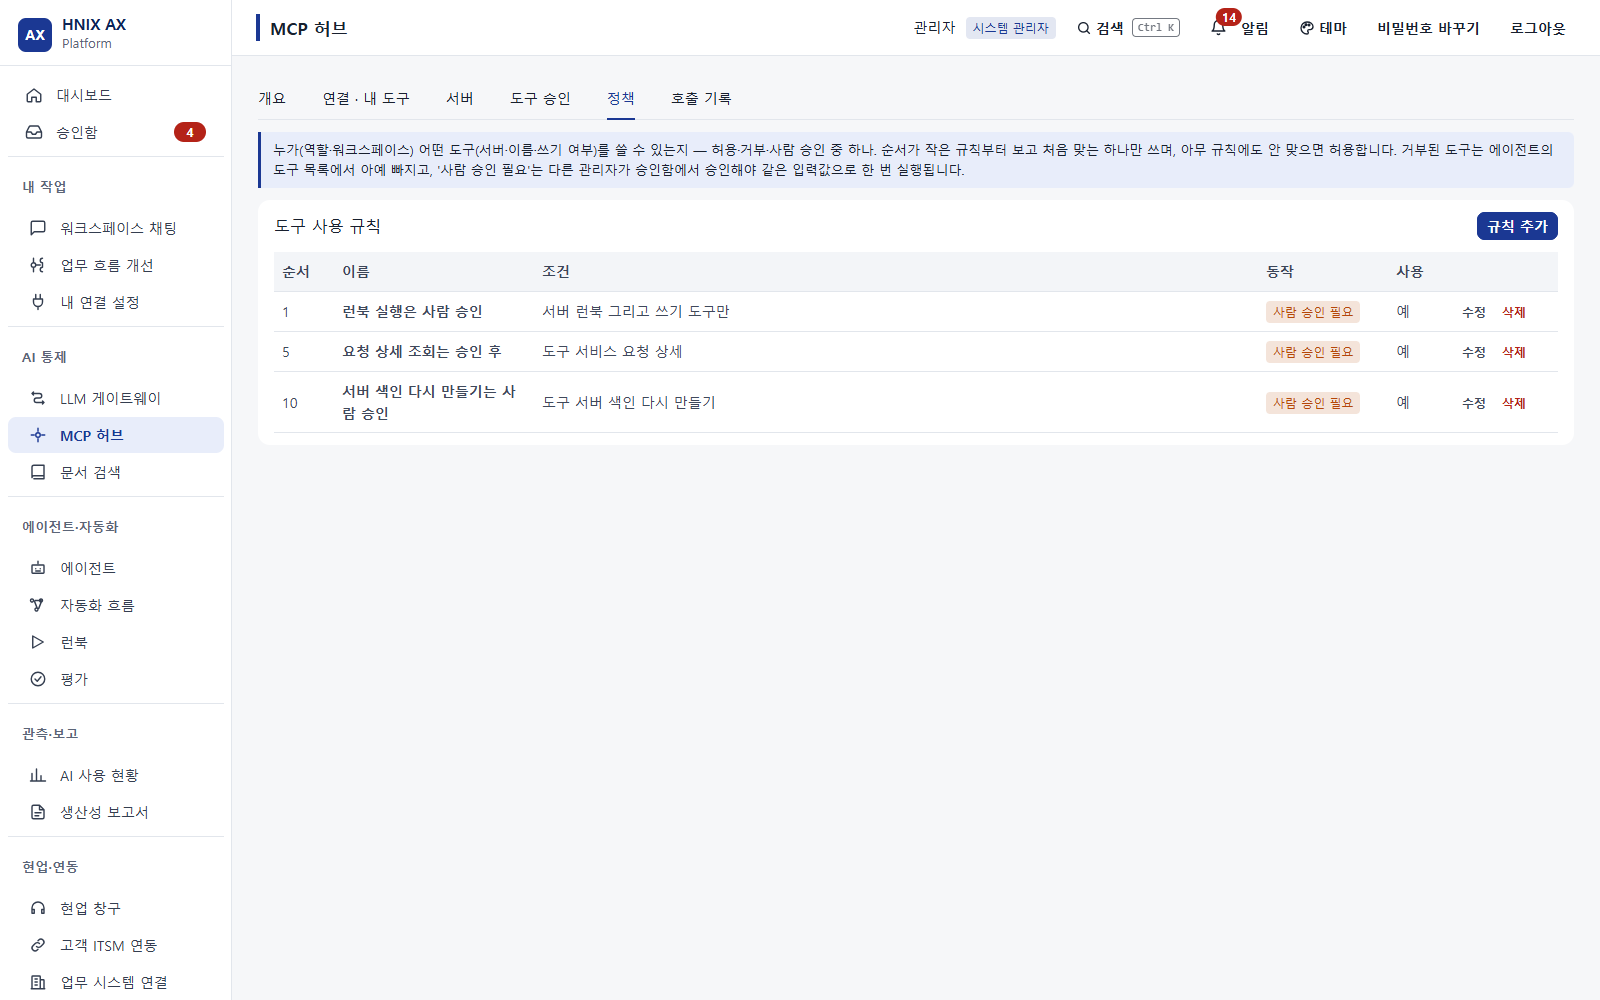 AX
HNIX AX
Platform
대시보드
승인함
4
내 작업
워크스페이스 채팅
업무 흐름 개선
내 연결 설정
AI 통제
LLM 게이트웨이
MCP 허브
문서 검색
에이전트·자동화
에이전트
자동화 흐름
런북
평가
관측·보고
AI 사용 현황
생산성 보고서
현업·연동
현업 창구
고객 ITSM 연동
업무 시스템 연결
MCP 허브
관리자
시스템 관리자
검색
Ctrl K
14
알림
테마
비밀번호 바꾸기
로그아웃
개요 연결 · 내 도구 서버 도구 승인 정책 호출 기록
누가(역할·워크스페이스) 어떤 도구(서버·이름·쓰기 여부)를 쓸 수 있는지 — 허용·거부·사람 승인 중 하나. 순서가 작은 규칙부터 보고 처음 맞는 하나만 쓰며, 아무 규칙에도 안 맞으면 허용합니다. 거부된 도구는 에이전트의
도구 목록에서 아예 빠지고, '사람 승인 필요'는 다른 관리자가 승인함에서 승인해야 같은 입력값으로 한 번 실행됩니다.
도구 사용 규칙
규칙 추가
순서 이름 조건 동작 사용
1 런북 실행은 사람 승인 서버 런북 그리고 쓰기 도구만 사람 승인 필요 예 수정 삭제
5 요청 상세 조회는 승인 후 도구 서비스 요청 상세 사람 승인 필요 예 수정 삭제
10 서버 색인 다시 만들기는 사
람 승인 도구 서버 색인 다시 만들기 사람 승인 필요 예 수정 삭제